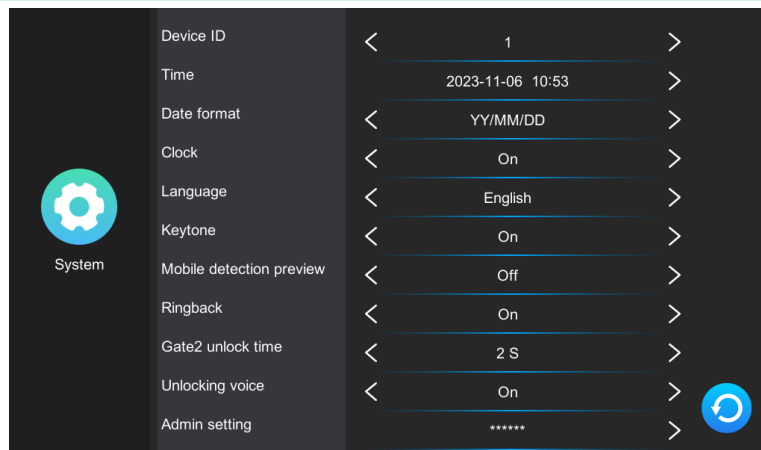 Device ID 1
Time 2023-11-06 10:53
Date format YY/MM/DD
Clock On
Language English
Keytone On
System
Mobile detection preview Off
Ringback On
Gate2 unlock time 2 S
Unlocking voice On
Admin setting ******